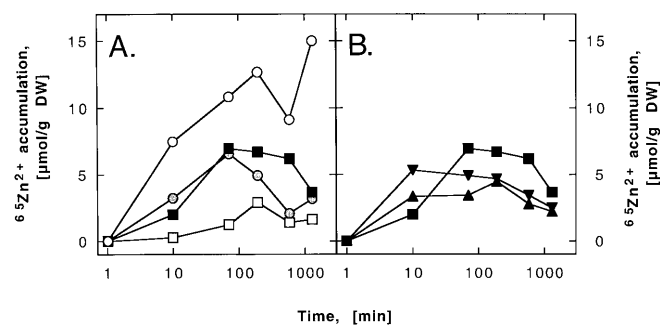 A.
B.
⁶⁵Zn²⁺ accumulation,
[µmol/g DW]
15
10
5
0
15
10
5
0
⁶⁵Zn²⁺ accumulation,
[µmol/g DW]
1 10 100 1000
1 10 100 1000
Time, [min]